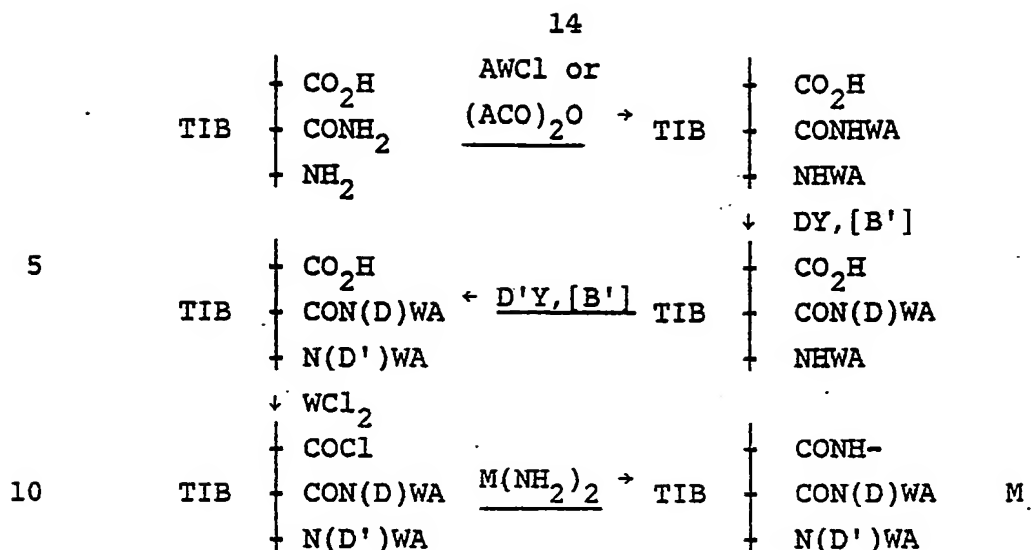 14
CO₂H AWCl or CO₂H
TIB CONH₂ (ACO)₂O → TIB CONHWA
NH₂ NHWA
↓ DY,[B']
5 CO₂H CO₂H
TIB CON(D)WA ← D'Y,[B'] TIB CON(D)WA
N(D')WA NHWA
↓ WCl₂
COCl CONH-
10 TIB CON(D)WA M(NH₂)₂ → TIB CON(D)WA M
N(D')WA N(D')WA